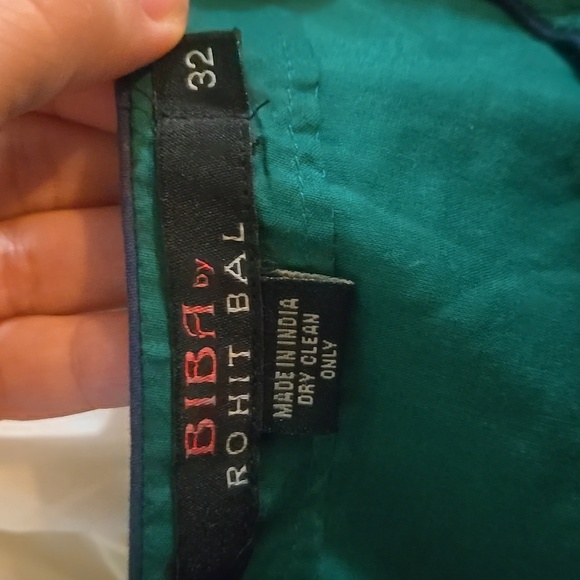 BIBA by
ROHIT BAL
32
MADE IN INDIA
DRY CLEAN
ONLY